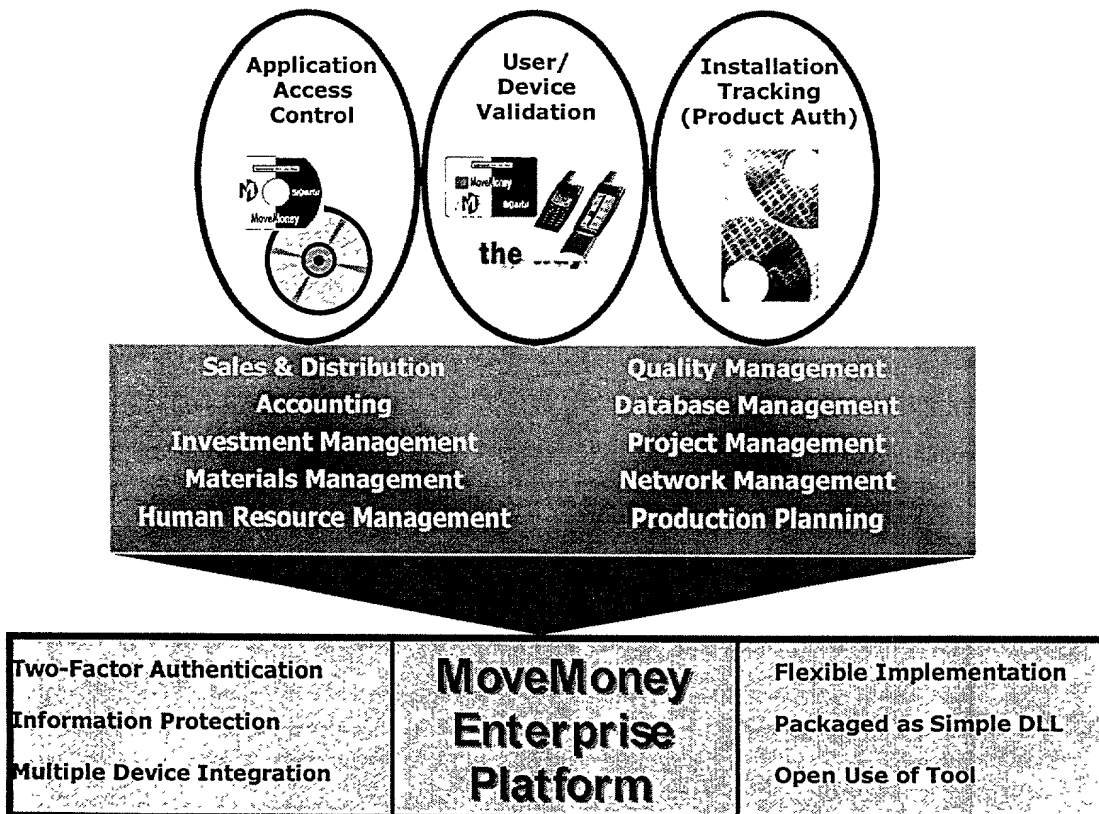 Application
Access
Control
User/
Device
Validation
Installation
Tracking
(Product Auth)
MoveMoney
MoveMoney
the way
Sales & Distribution
Accounting
Investment Management
Materials Management
Human Resource Management
Quality Management
Database Management
Project Management
Network Management
Production Planning
Two-Factor Authentication
Information Protection
Multiple Device Integration
MoveMoney
Enterprise
Platform
Flexible Implementation
Packaged as Simple DLL
Open Use of Tool